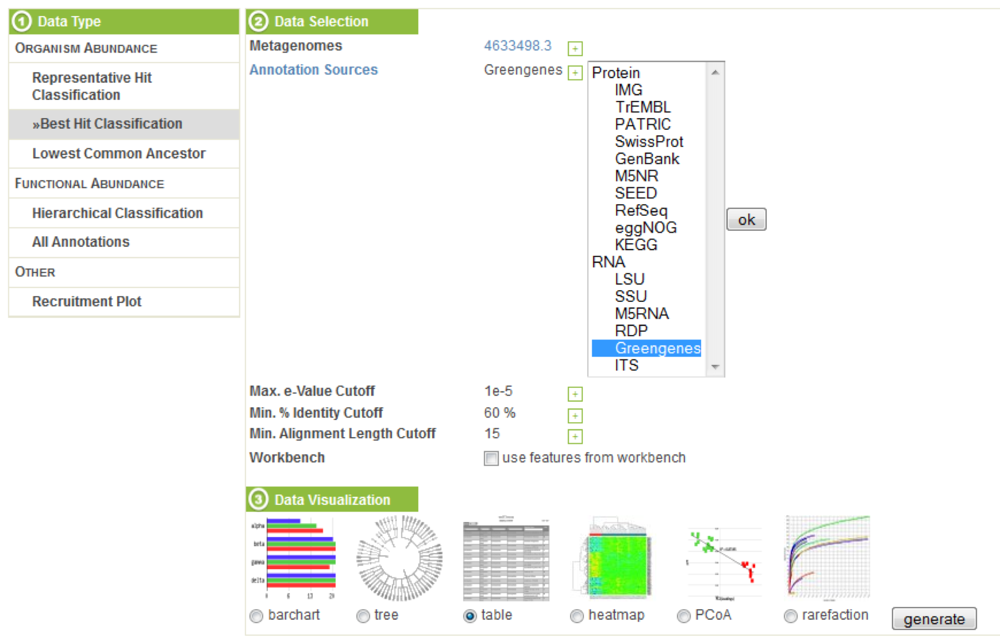 1 Data Type
ORGANISM ABUNDANCE
Representative Hit
Classification
»Best Hit Classification
Lowest Common Ancestor
FUNCTIONAL ABUNDANCE
Hierarchical Classification
All Annotations
OTHER
Recruitment Plot
2 Data Selection
Metagenomes 4633498.3 +
Annotation Sources Greengenes +
Protein
IMG
TrEMBL
PATRIC
SwissProt
GenBank
M5NR
SEED
RefSeq
eggNOG
KEGG
RNA
LSU
SSU
M5RNA
RDP
Greengenes
ITS
ok
Max. e-Value Cutoff 1e-5 +
Min. % Identity Cutoff 60 % +
Min. Alignment Length Cutoff 15 +
Workbench use features from workbench
3 Data Visualization
alpha
beta
gamma
delta
barchart tree table heatmap PCoA rarefaction generate